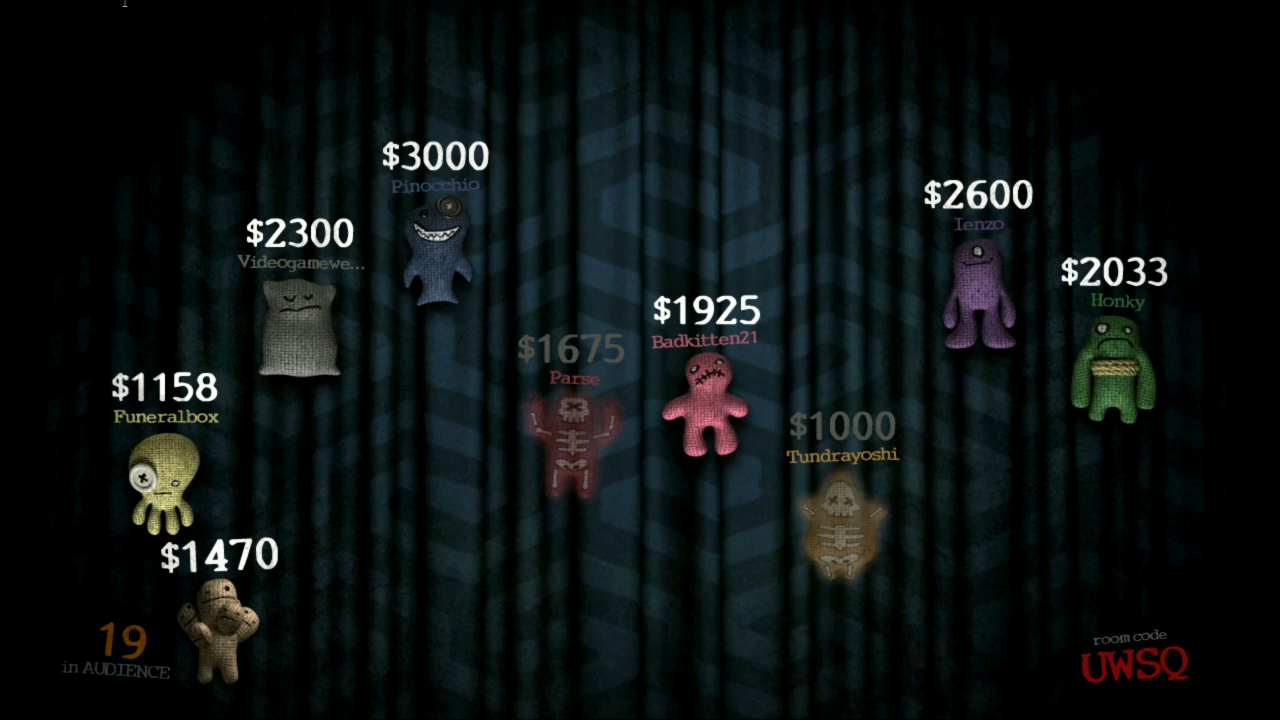 $3000
Pinocchio
$2600
Ienzo
$2300
Videogamewe...
$2033
Honky
$1925
Badkitten21
$1675
Parse
$1158
Funeralbox
$1000
Tundrayoshi
$1470
19
in AUDIENCE
room code
UWSQ